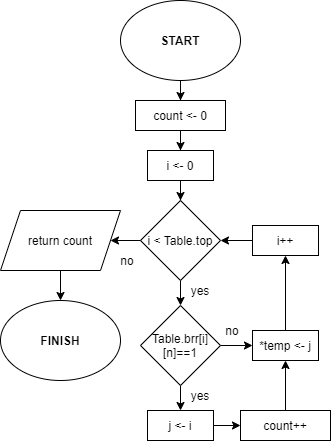 START
count <- 0
i <- 0
i < Table.top
return count
no
yes
i++
FINISH
Table.brr[i]
[n]==1
no
*temp <- j
yes
j <- i
count++